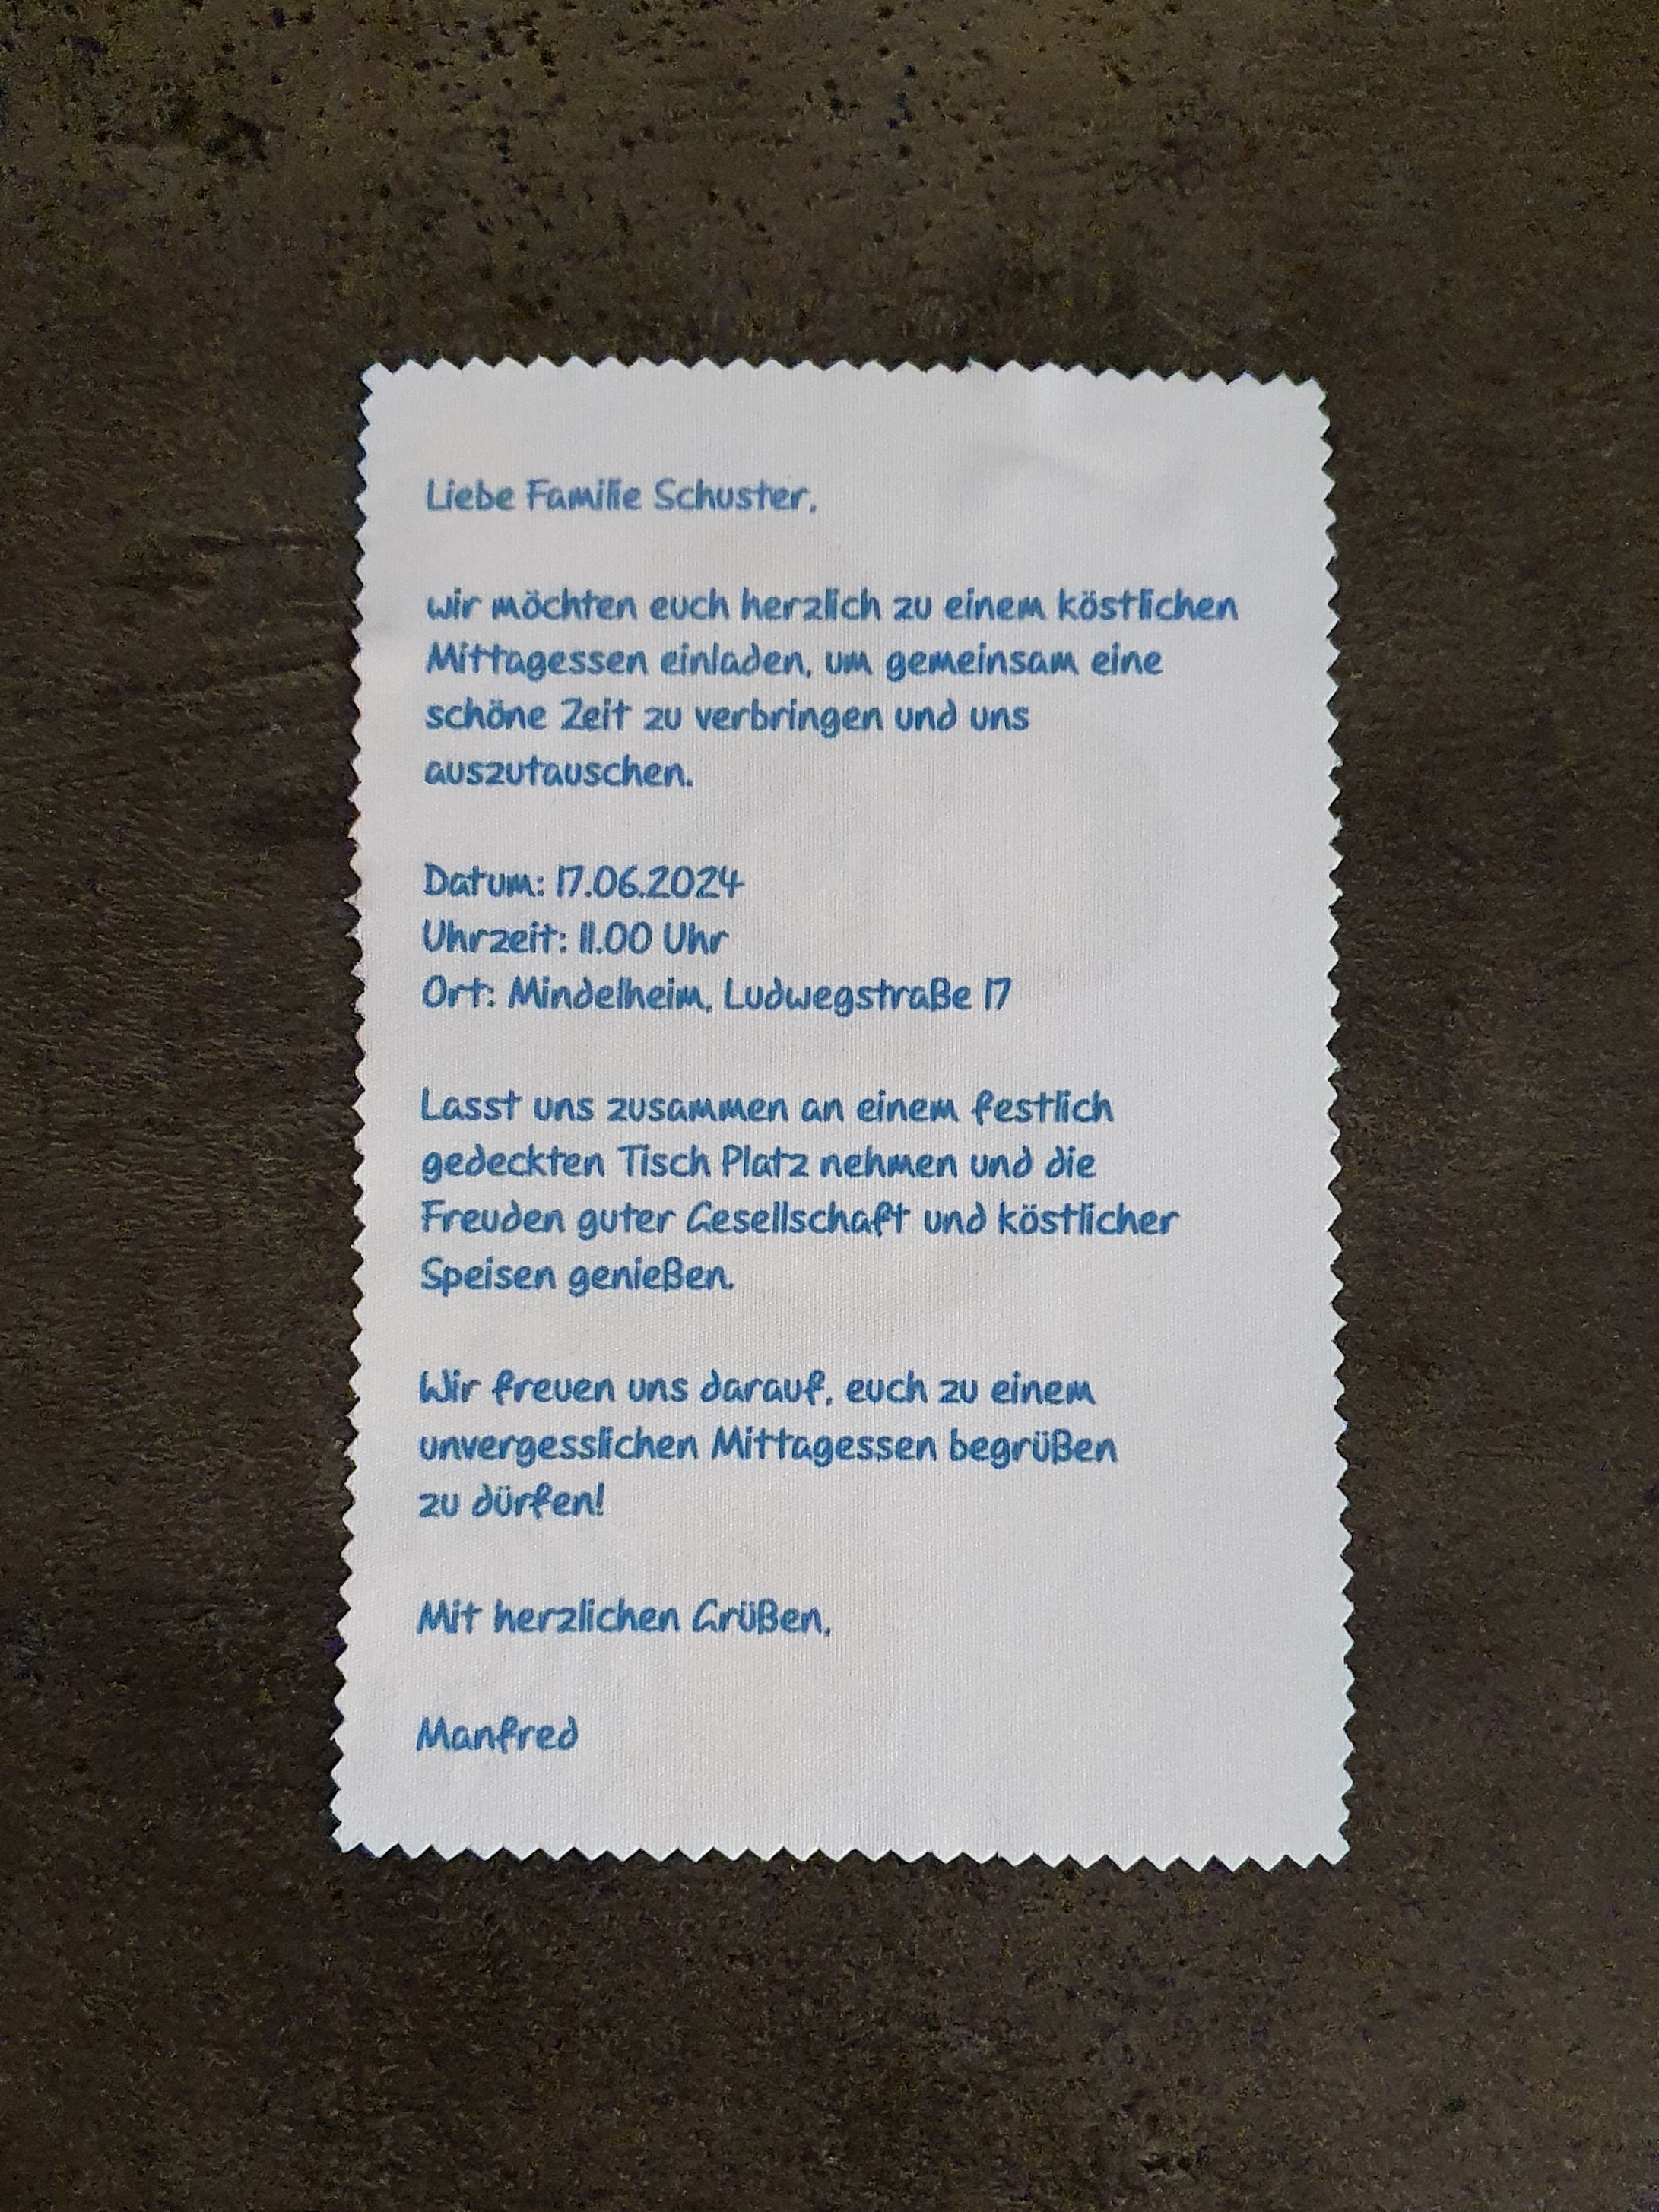 Liebe Familie Schuster,
wir möchten euch herzlich zu einem köstlichen
Mittagessen einladen, um gemeinsam eine
schöne Zeit zu verbringen und uns
auszutauschen.
Datum: 17.06.2024
Uhrzeit: 11.00 Uhr
Ort: Mindelheim, Ludwegstraße 17
Lasst uns zusammen an einem festlich
gedeckten Tisch Platz nehmen und die
Freuden guter Gesellschaft und köstlicher
Speisen genießen.
Wir freuen uns darauf, euch zu einem
unvergesslichen Mittagessen begrüßen
zu dürfen!
Mit herzlichen Grüßen,
Manfred